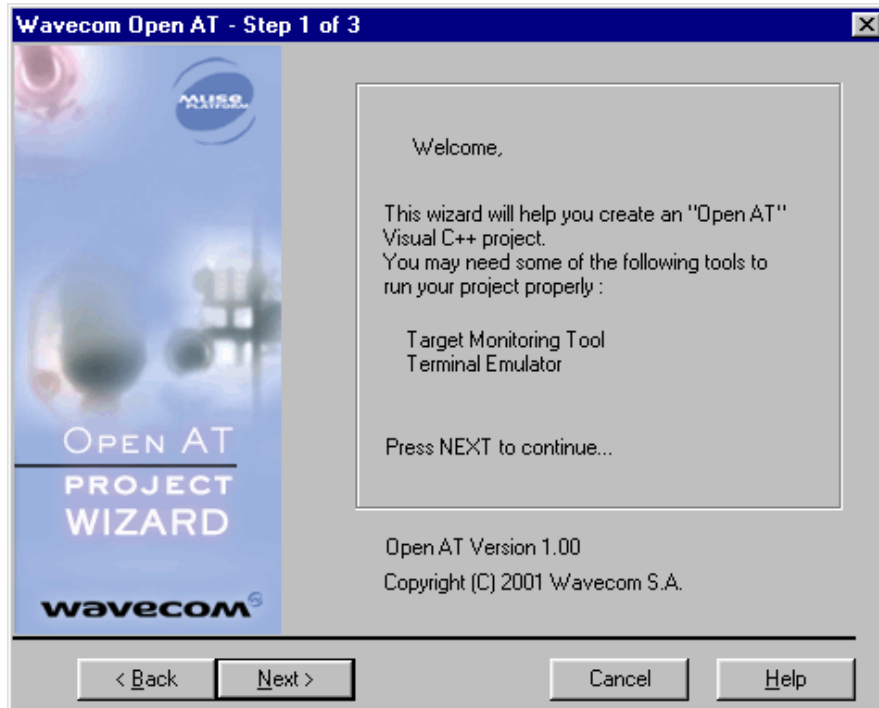 Wavecom Open AT - Step 1 of 3
MUSE
PLATFORM
OPEN AT
PROJECT
WIZARD
wavecom
Welcome,
This wizard will help you create an "Open AT"
Visual C++ project.
You may need some of the following tools to
run your project properly :
Target Monitoring Tool
Terminal Emulator
Press NEXT to continue...
Open AT Version 1.00
Copyright (C) 2001 Wavecom S.A.
< Back
Next >
Cancel
Help